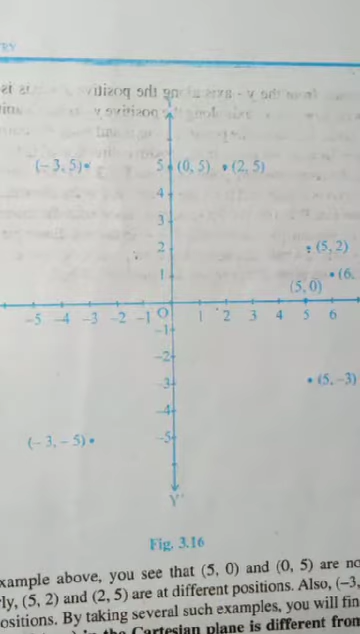 RY
Y
(– 3, 5)
5
(0, 5)
(2, 5)
4
3
2
(5, 2)
1
(6,
(5, 0)
O
–5 –4 –3 –2 –1 1 2 3 4 5 6
–1
–2
–3
(5, –3)
–4
–5
(– 3, – 5)
Y'
Fig. 3.16
xample above, you see that (5, 0) and (0, 5) are no
ly, (5, 2) and (2, 5) are at different positions. Also, (–3,
ositions. By taking several such examples, you will fin
in the Cartesian plane is different from